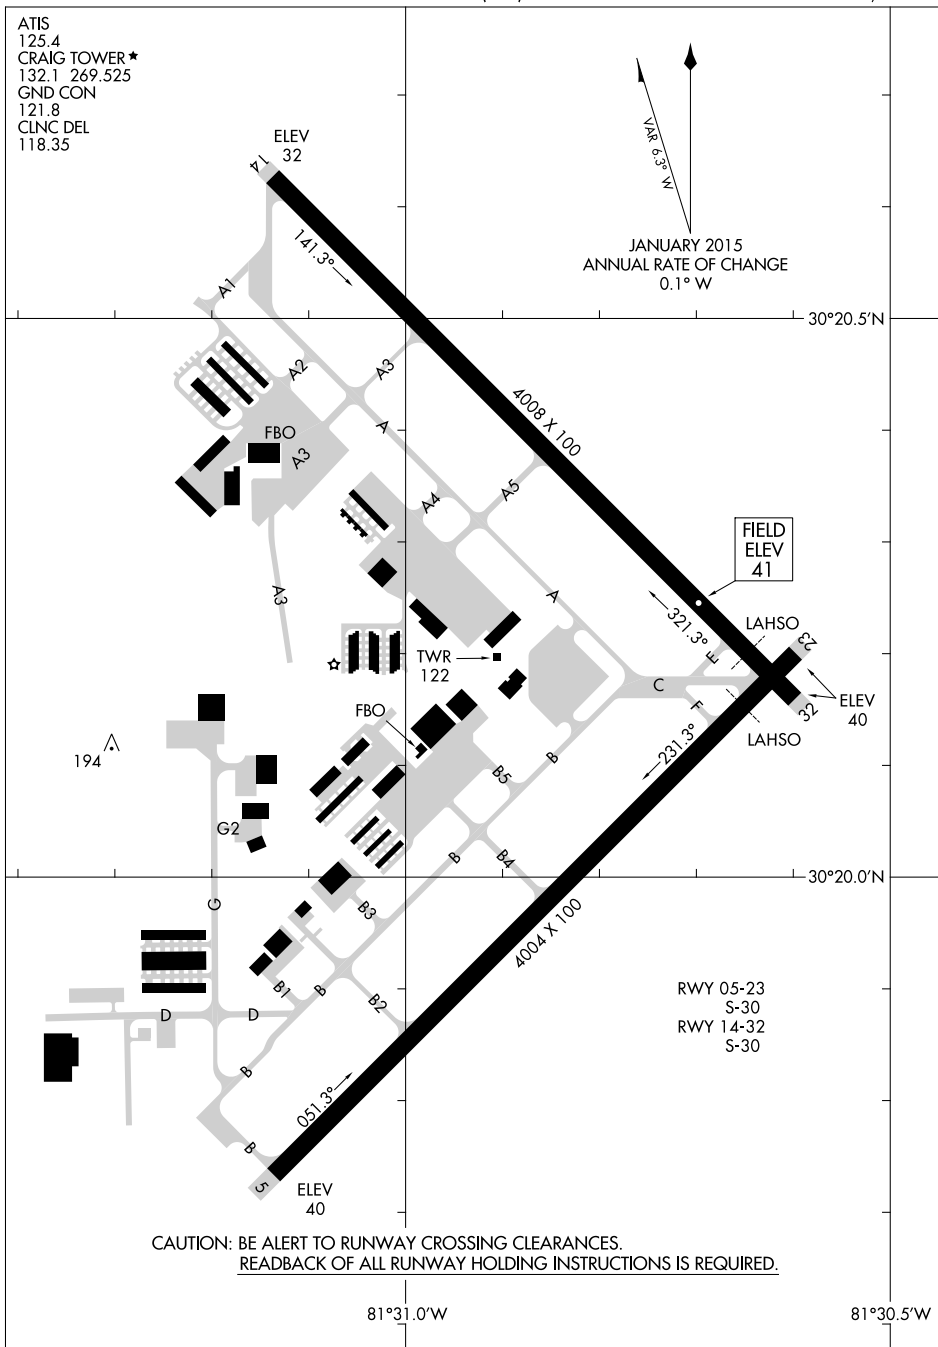 ATIS
125.4
CRAIG TOWER★
132.1 269.525
GND CON
121.8
CLNC DEL
118.35
VAR 6.3° W
JANUARY 2015
ANNUAL RATE OF CHANGE
0.1° W
ELEV
32
14
141.3°
A1
30°20.5'N
A2
A3
4008 X 100
A
FBO
A3
A4
A5
FIELD
ELEV
41
A3
A
321.3°
LAHSO
23
E
TWR
122
C
ELEV
40
32
F
LAHSO
FBO
194
231.3°
B
B5
G2
B
B4
30°20.0'N
G
B3
4004 X 100
RWY 05-23
S-30
RWY 14-32
S-30
B1
B
B2
D
D
B
051.3°
B
5
ELEV
40
CAUTION: BE ALERT TO RUNWAY CROSSING CLEARANCES.
READBACK OF ALL RUNWAY HOLDING INSTRUCTIONS IS REQUIRED.
81°31.0'W
81°30.5'W